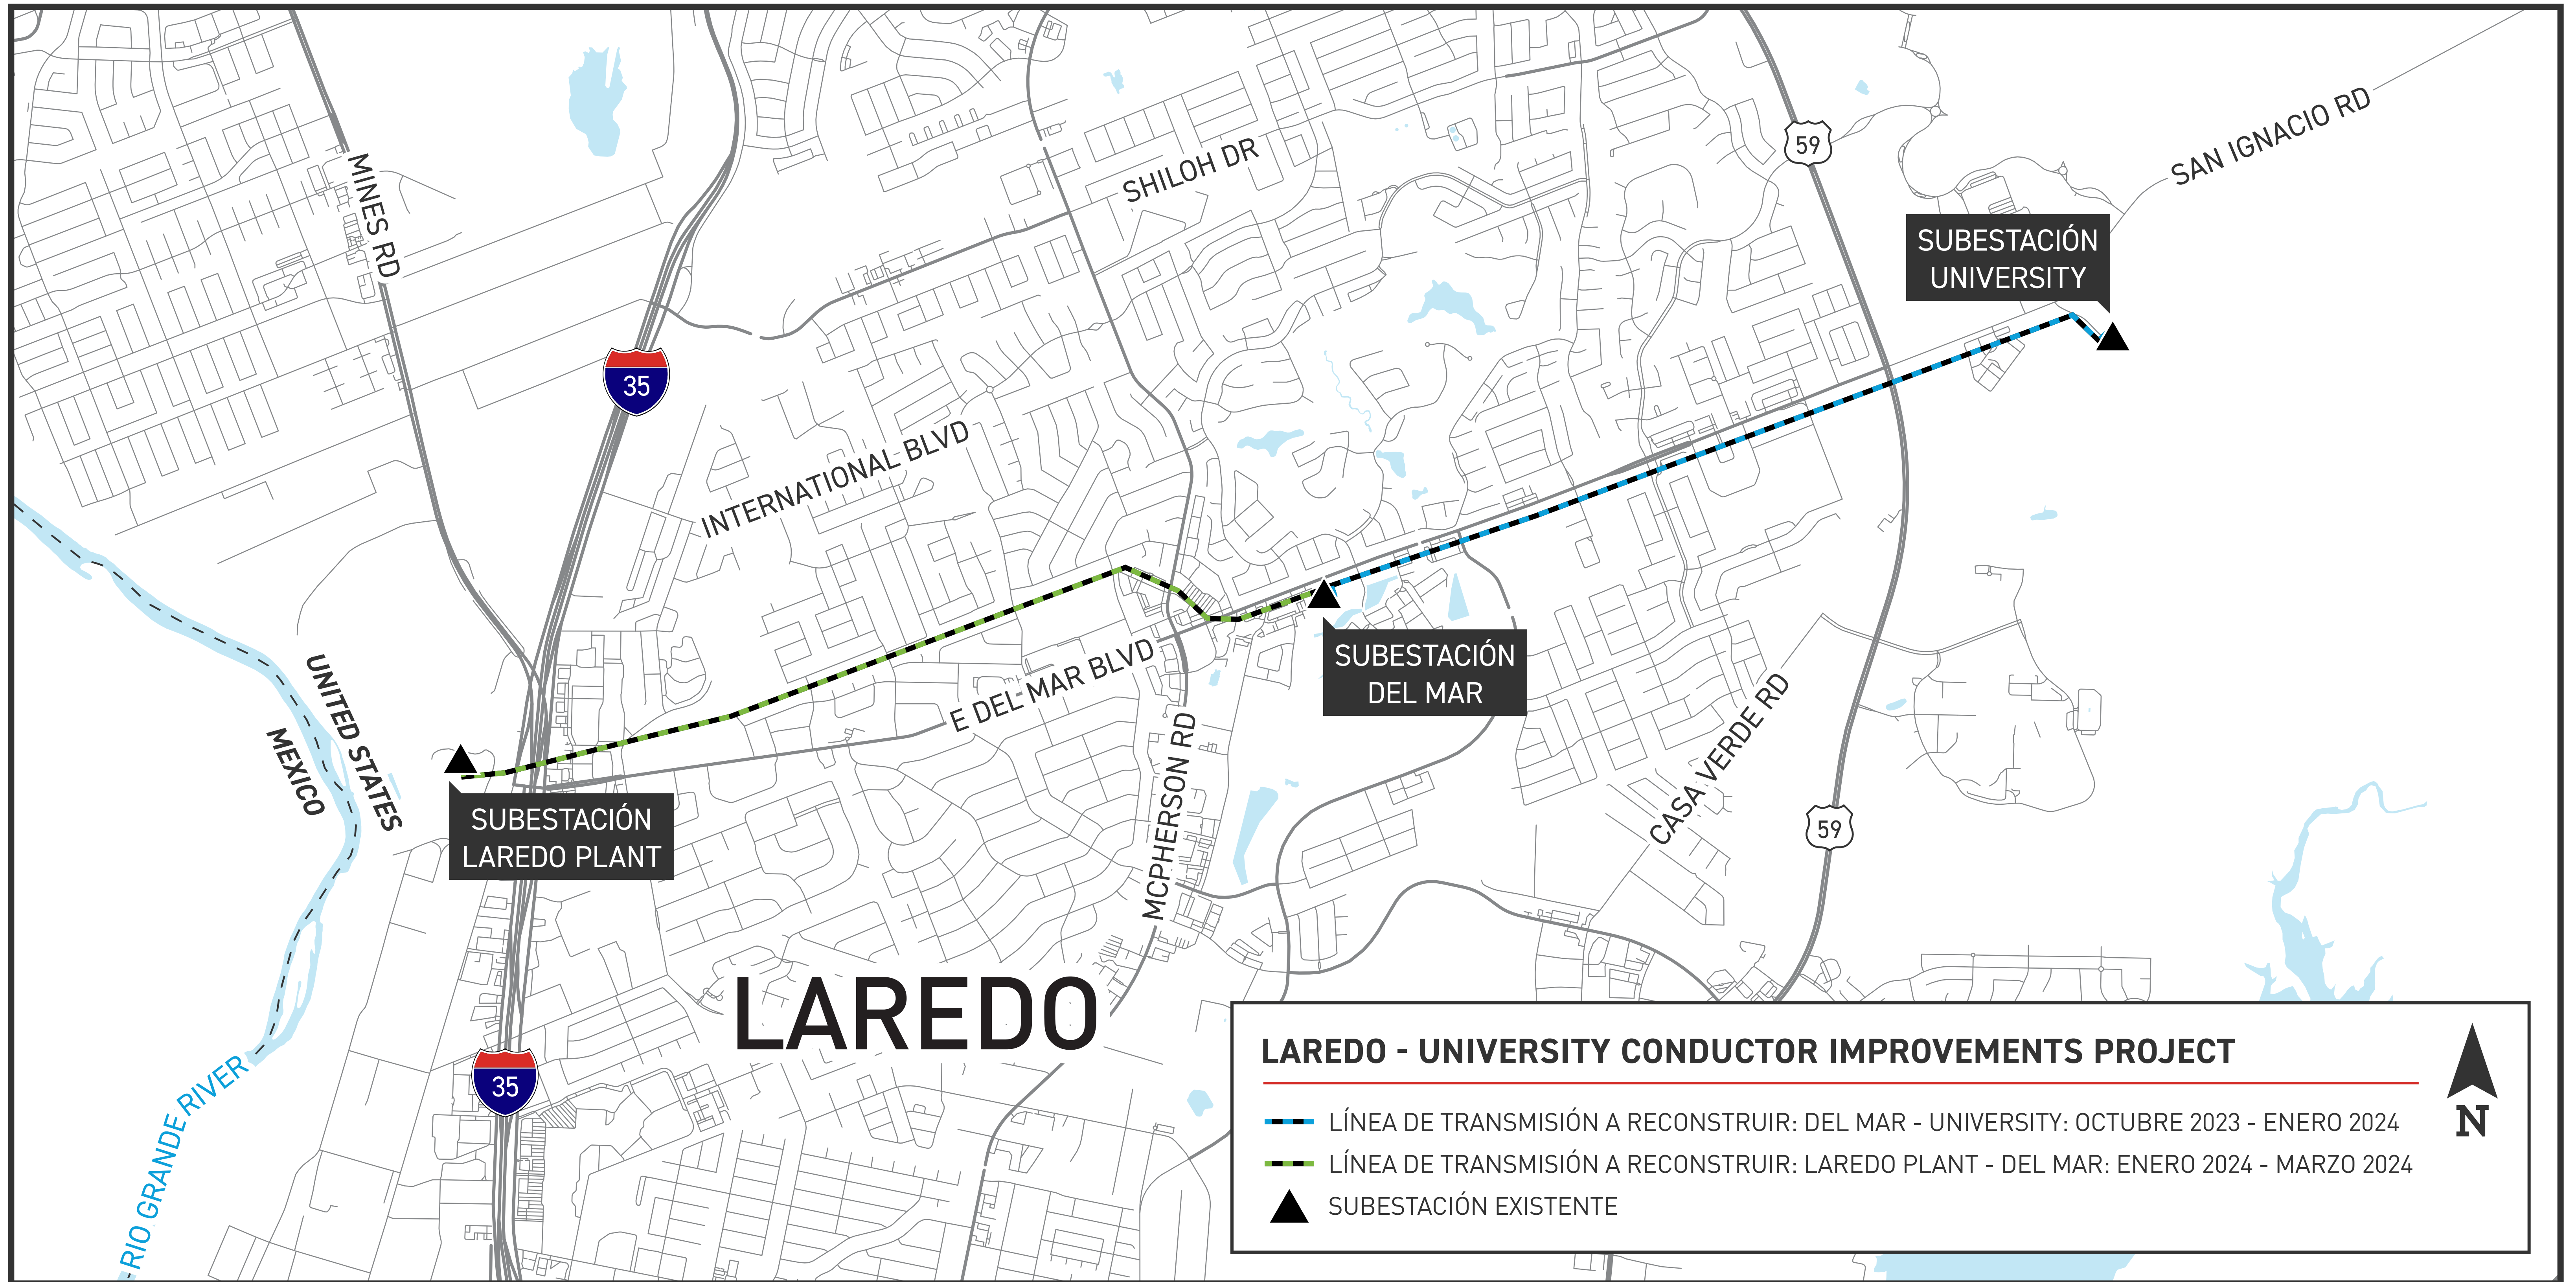 MINES RD
SHILOH DR
59
SAN IGNACIO RD
SUBESTACIÓN
UNIVERSITY
35
INTERNATIONAL BLVD
E DEL MAR BLVD
SUBESTACIÓN
DEL MAR
UNITED STATES
MEXICO
MCPHERSON RD
CASA VERDE RD
SUBESTACIÓN
LAREDO PLANT
59
LAREDO
35
RIO GRANDE RIVER
LAREDO - UNIVERSITY CONDUCTOR IMPROVEMENTS PROJECT
LÍNEA DE TRANSMISIÓN A RECONSTRUIR: DEL MAR - UNIVERSITY: OCTUBRE 2023 - ENERO 2024
LÍNEA DE TRANSMISIÓN A RECONSTRUIR: LAREDO PLANT - DEL MAR: ENERO 2024 - MARZO 2024
SUBESTACIÓN EXISTENTE
N